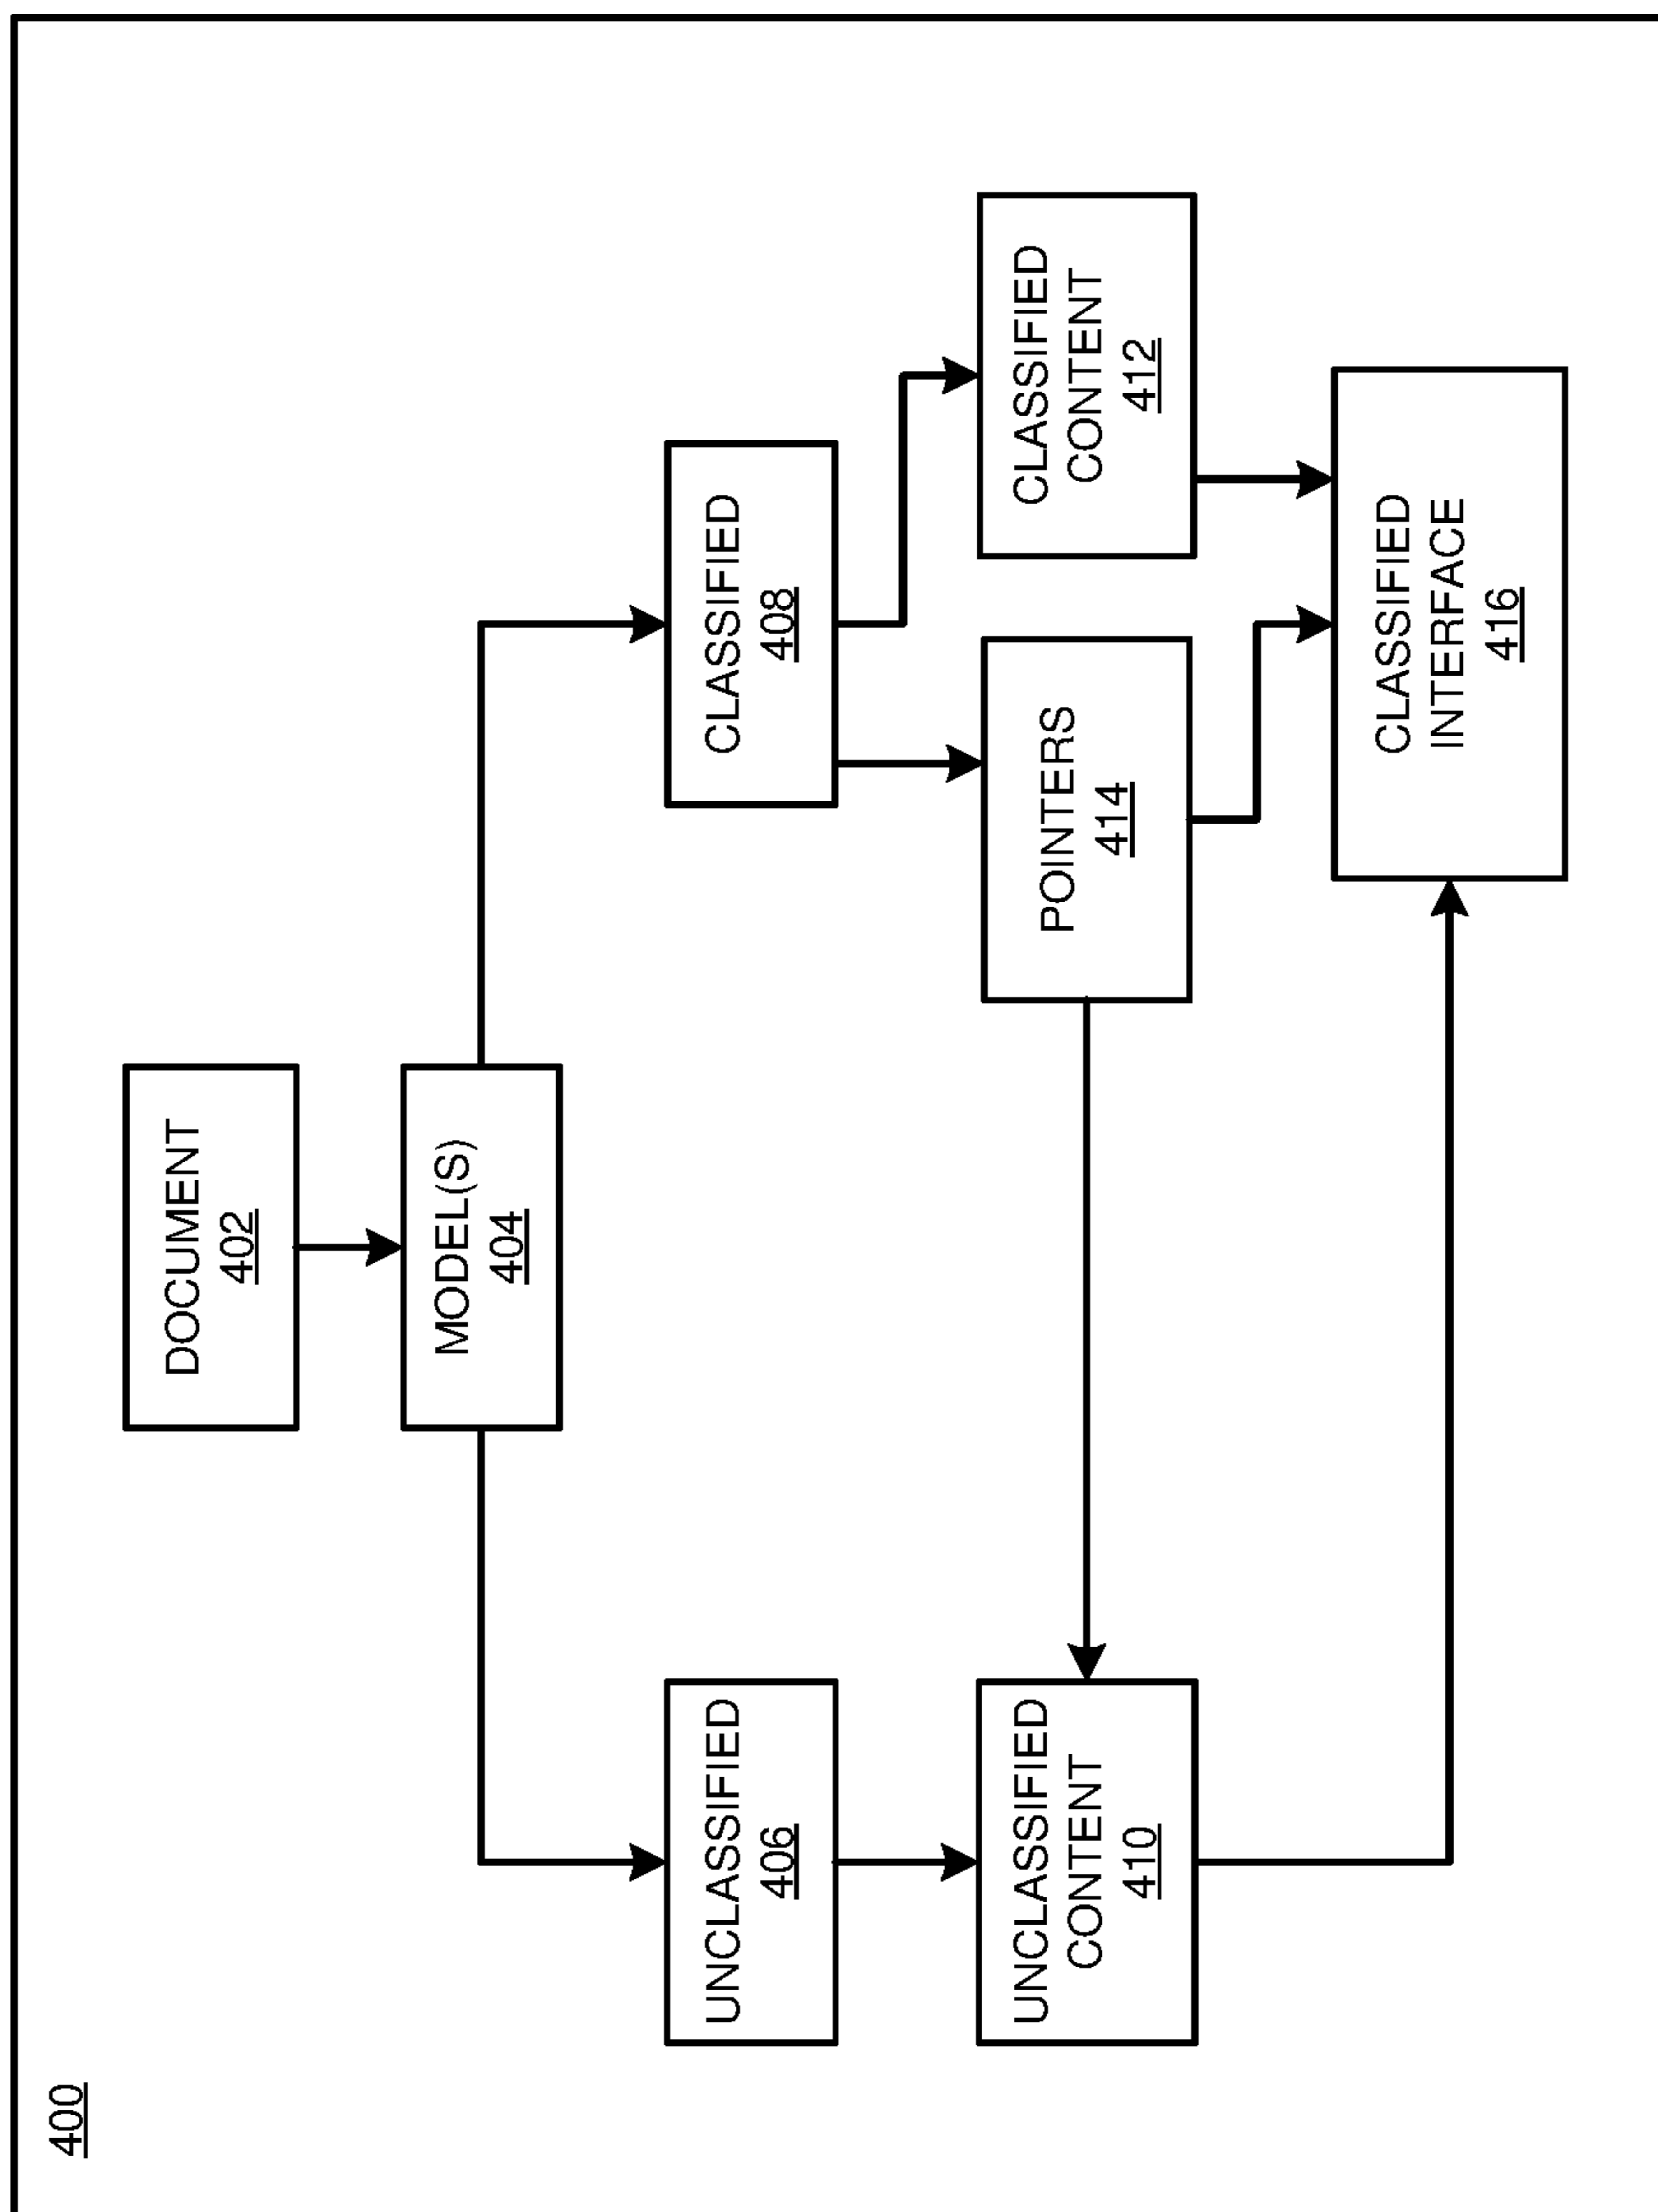 400
DOCUMENT
402
MODEL(S)
404
UNCLASSIFIED
406
CLASSIFIED
408
UNCLASSIFIED
CONTENT
410
POINTERS
414
CLASSIFIED
CONTENT
412
CLASSIFIED
INTERFACE
416